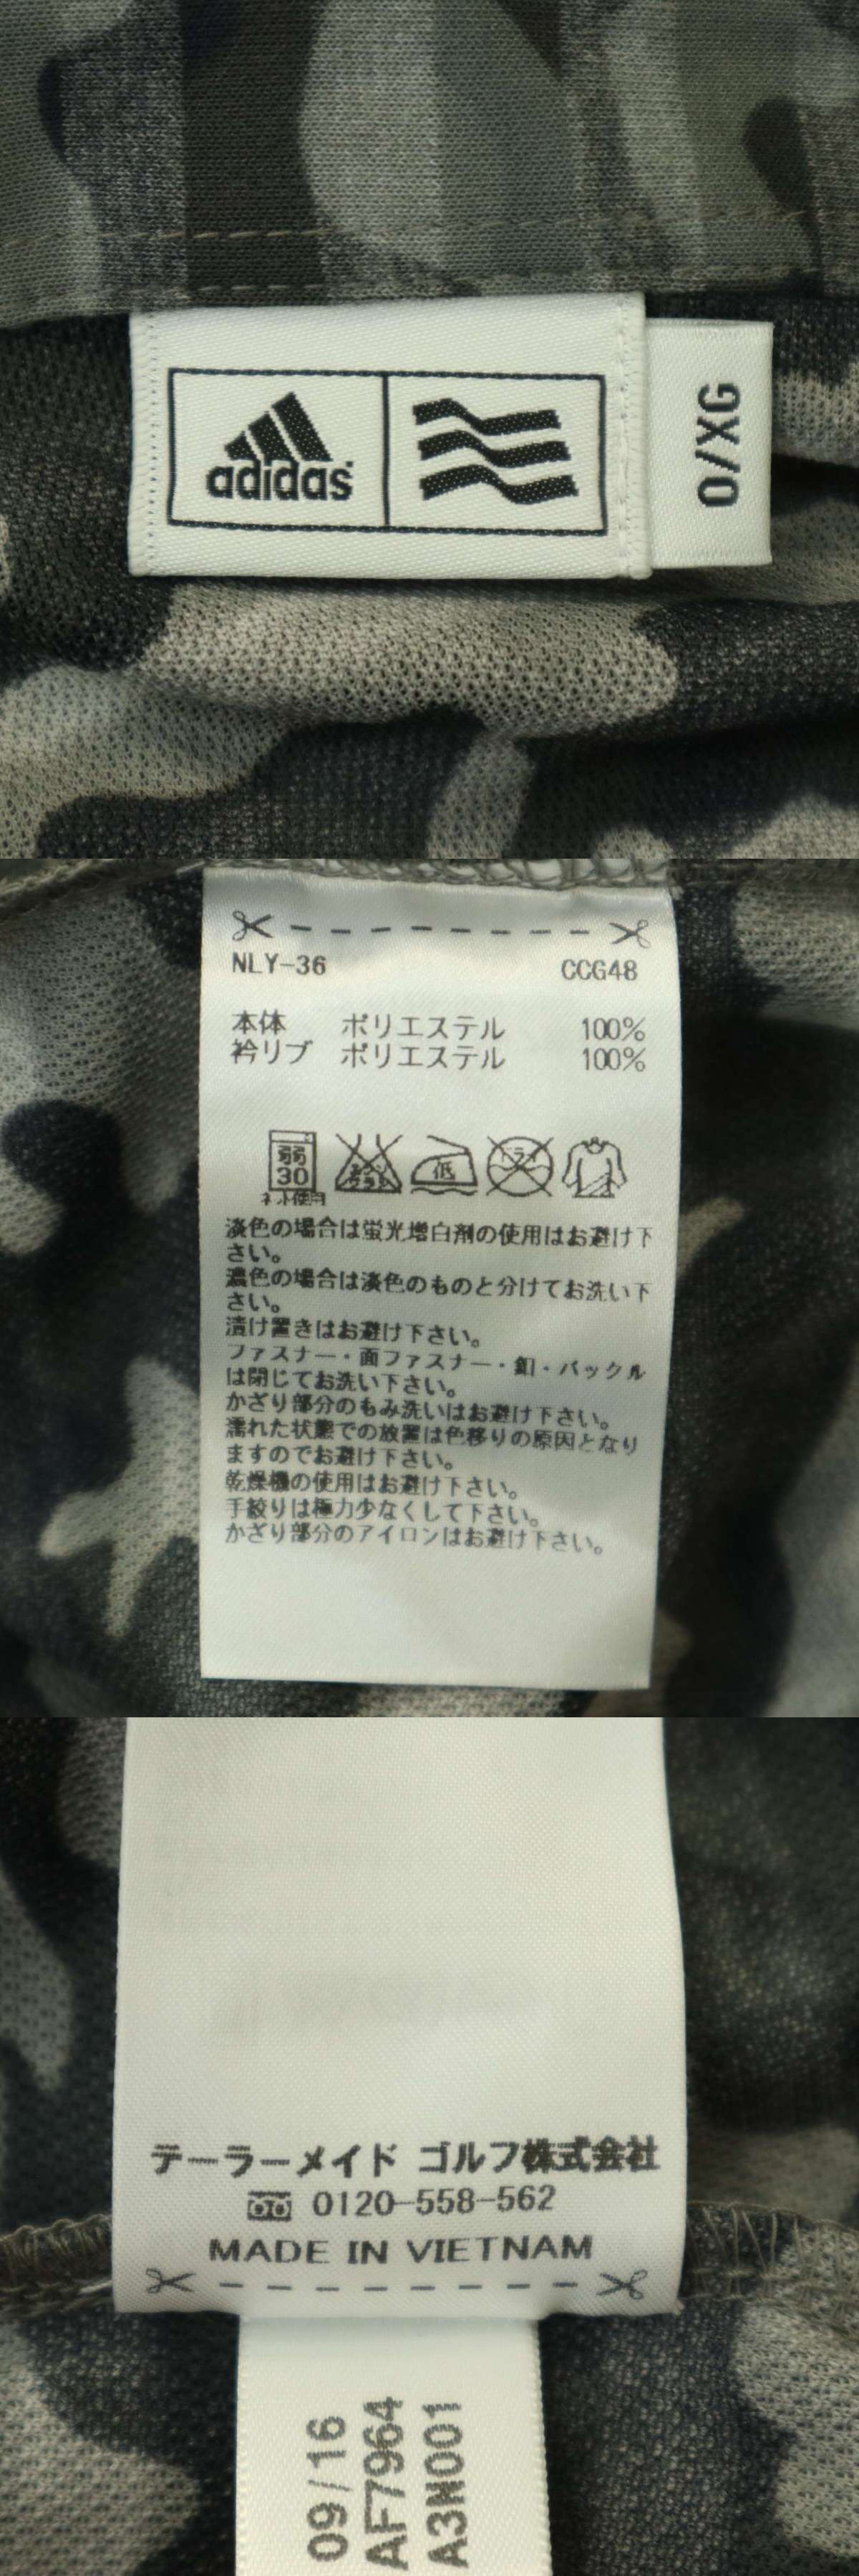 adidas
O/XG
NLY-36 CCG48
本体 ポリエステル 100%
衿リブ ポリエステル 100%
弱
30
ネット使用
エンソ
サラシ
低
ドライ
淡色の場合は蛍光増白剤の使用はお避け下
さい。
濃色の場合は淡色のものと分けてお洗い下
さい。
漬け置きはお避け下さい。
ファスナー・面ファスナー・釦・バックル
は閉じてお洗い下さい。
かざり部分のもみ洗いはお避け下さい。
濡れた状態での放置は色移りの原因となり
ますのでお避け下さい。
乾燥機の使用はお避け下さい。
手絞りは極力少なくして下さい。
かざり部分のアイロンはお避け下さい。
テーラーメイド ゴルフ株式会社
0120-558-562
MADE IN VIETNAM
09/16
AF7964
A3N001